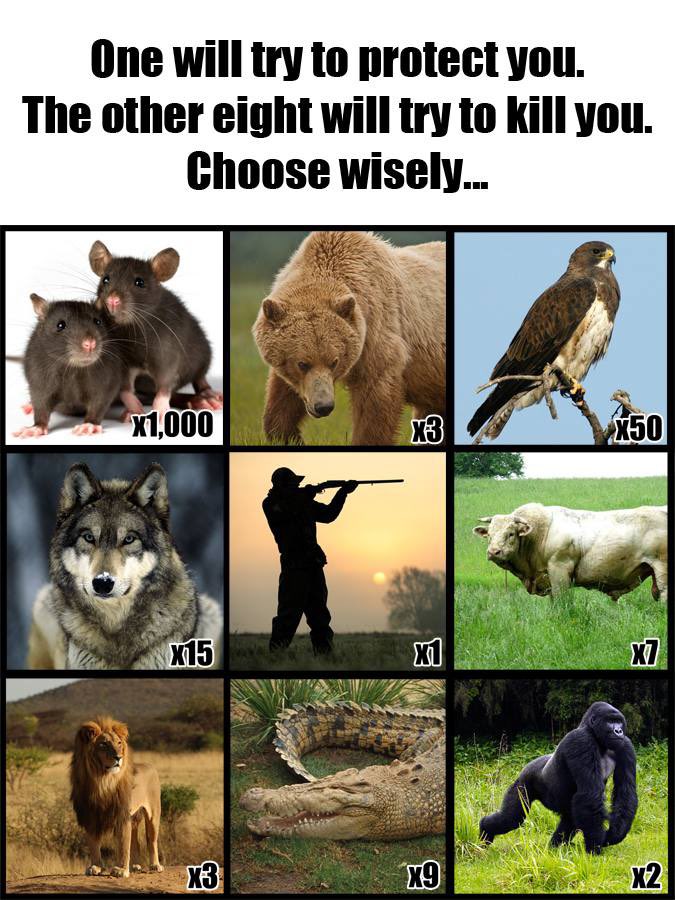 One will try to protect you.
The other eight will try to kill you.
Choose wisely...
x1,000
x3
x50
x15
x1
x7
x3
x9
x2